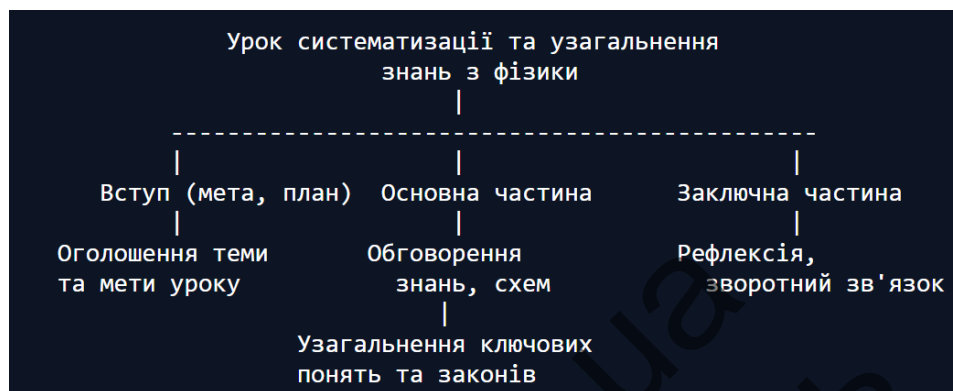 Урок систематизації та узагальнення
знань з фізики
Вступ (мета, план) Основна частина Заключна частина
Оголошення теми Обговорення Рефлексія,
та мети уроку знань, схем зворотний зв'язок
Узагальнення ключових
понять та законів